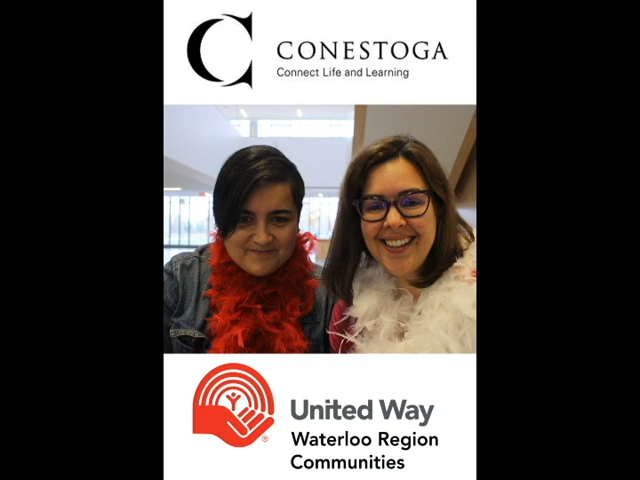 CONESTOGA
Connect Life and Learning
United Way
Waterloo Region
Communities